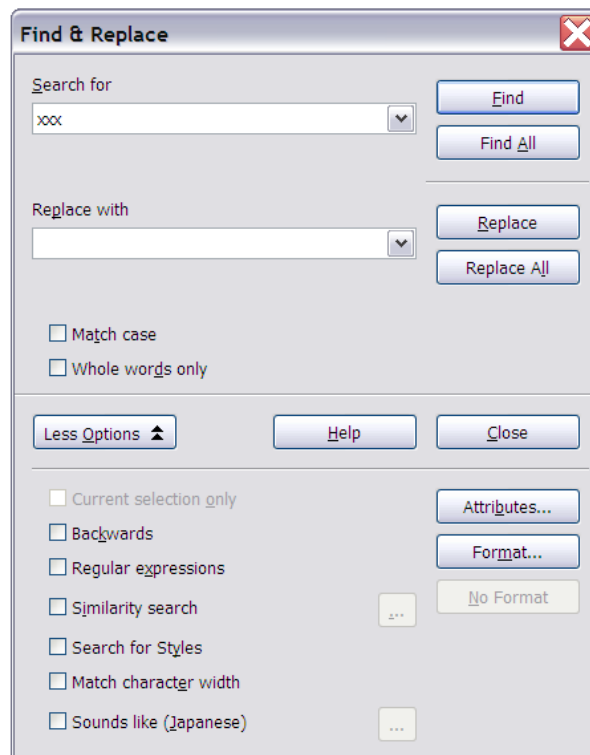 Find & Replace
Search for
Find
xxx
Find All
Replace with
Replace
Replace All
Match case
Whole words only
Less Options
Help
Close
Current selection only
Attributes...
Backwards
Format...
Regular expressions
No Format
Similarity search
...
Search for Styles
Match character width
Sounds like (Japanese)
...